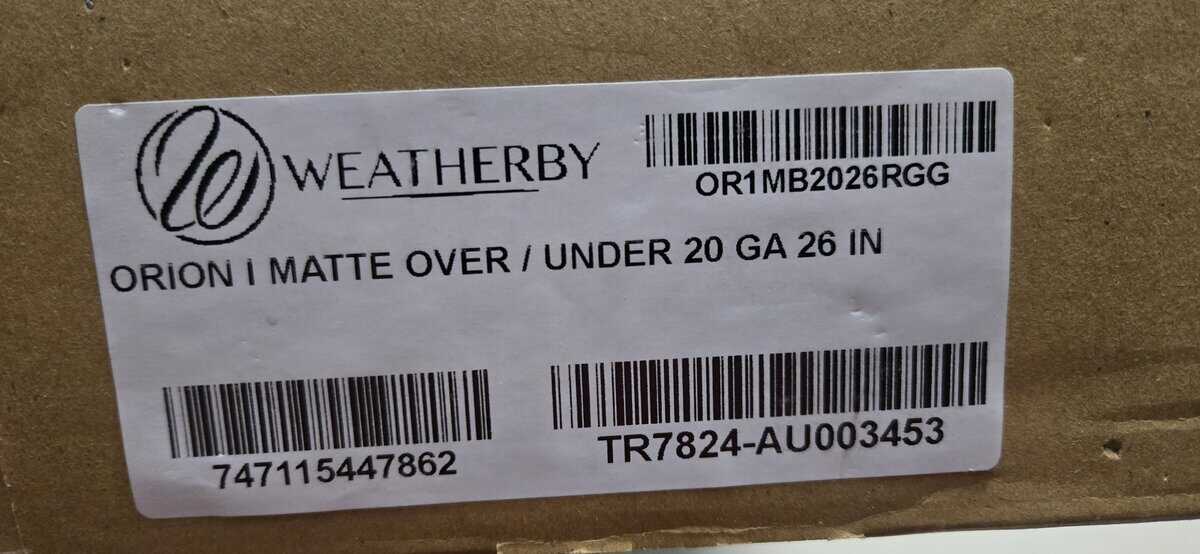 WEATHERBY
OR1MB2026RGG
ORION I MATTE OVER / UNDER 20 GA 26 IN
747115447862
TR7824-AU003453